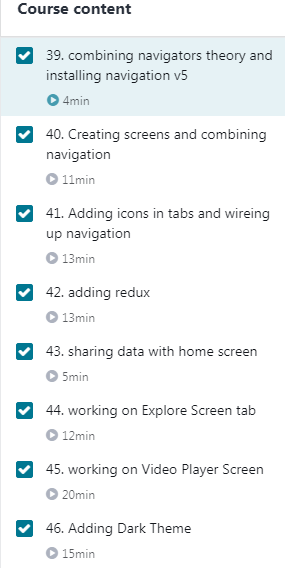 Course content
39. combining navigators theory and
installing navigation v5
4min
40. Creating screens and combining
navigation
11min
41. Adding icons in tabs and wireing
up navigation
13min
42. adding redux
13min
43. sharing data with home screen
5min
44. working on Explore Screen tab
12min
45. working on Video Player Screen
20min
46. Adding Dark Theme
15min